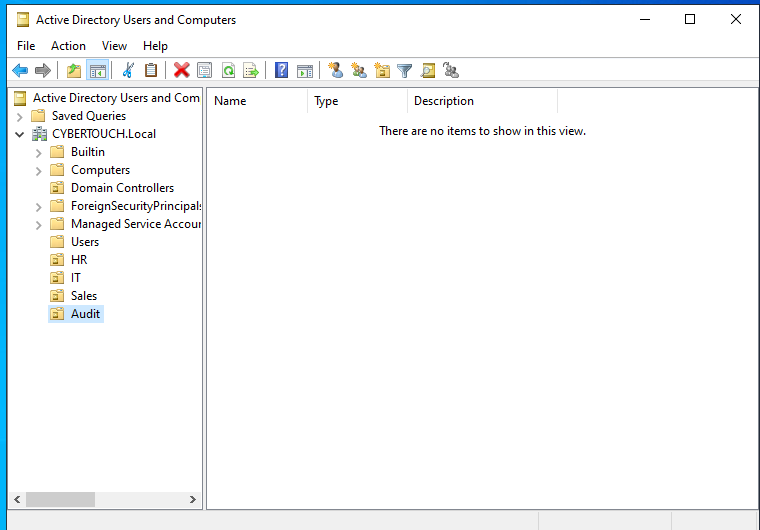 Active Directory Users and Computers
File Action View Help
Active Directory Users and Com
Saved Queries
CYBERTOUCH.Local
Builtin
Computers
Domain Controllers
ForeignSecurityPrincipals
Managed Service Accour
Users
HR
IT
Sales
Audit
Name Type Description
There are no items to show in this view.